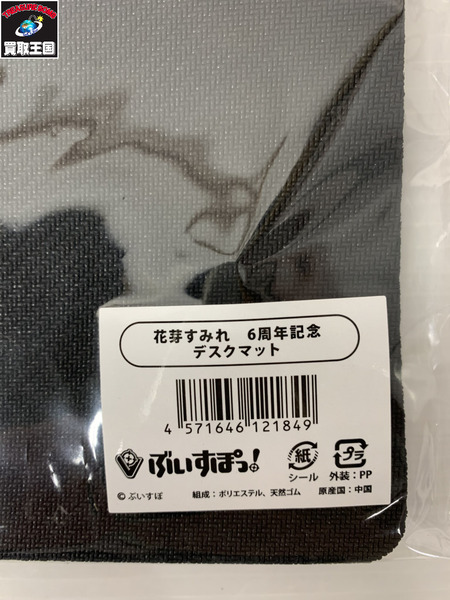 TREASURE KINGDOM
買取王国
花芽すみれ 6周年記念
デスクマット
4 571646 121849
ぶいすぽっ!
紙
シール
プラ
外装:PP
© ぶいすぽ 組成:ポリエステル、天然ゴム 原産国:中国